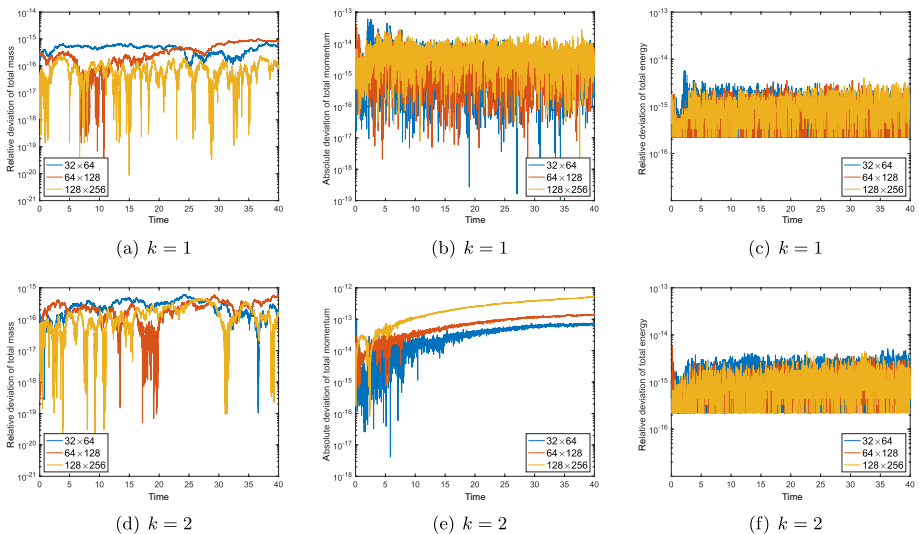 Relative deviation of total mass
10^-14
10^-15
10^-16
10^-17
10^-18
10^-19
10^-20
10^-21
32×64
64×128
128×256
0 5 10 15 20 25 30 35 40
Time
(a) k = 1
Absolute deviation of total momentum
10^-13
10^-14
10^-15
10^-16
10^-17
10^-18
10^-19
32×64
64×128
128×256
0 5 10 15 20 25 30 35 40
Time
(b) k = 1
Relative deviation of total energy
10^-13
10^-14
10^-15
10^-16
32×64
64×128
128×256
0 5 10 15 20 25 30 35 40
Time
(c) k = 1
Relative deviation of total mass
10^-15
10^-16
10^-17
10^-18
10^-19
10^-20
10^-21
32×64
64×128
128×256
0 5 10 15 20 25 30 35 40
Time
(d) k = 2
Absolute deviation of total momentum
10^-12
10^-13
10^-14
10^-15
10^-16
10^-17
10^-18
32×64
64×128
128×256
0 5 10 15 20 25 30 35 40
Time
(e) k = 2
Relative deviation of total energy
10^-13
10^-14
10^-15
10^-16
32×64
64×128
128×256
0 5 10 15 20 25 30 35 40
Time
(f) k = 2